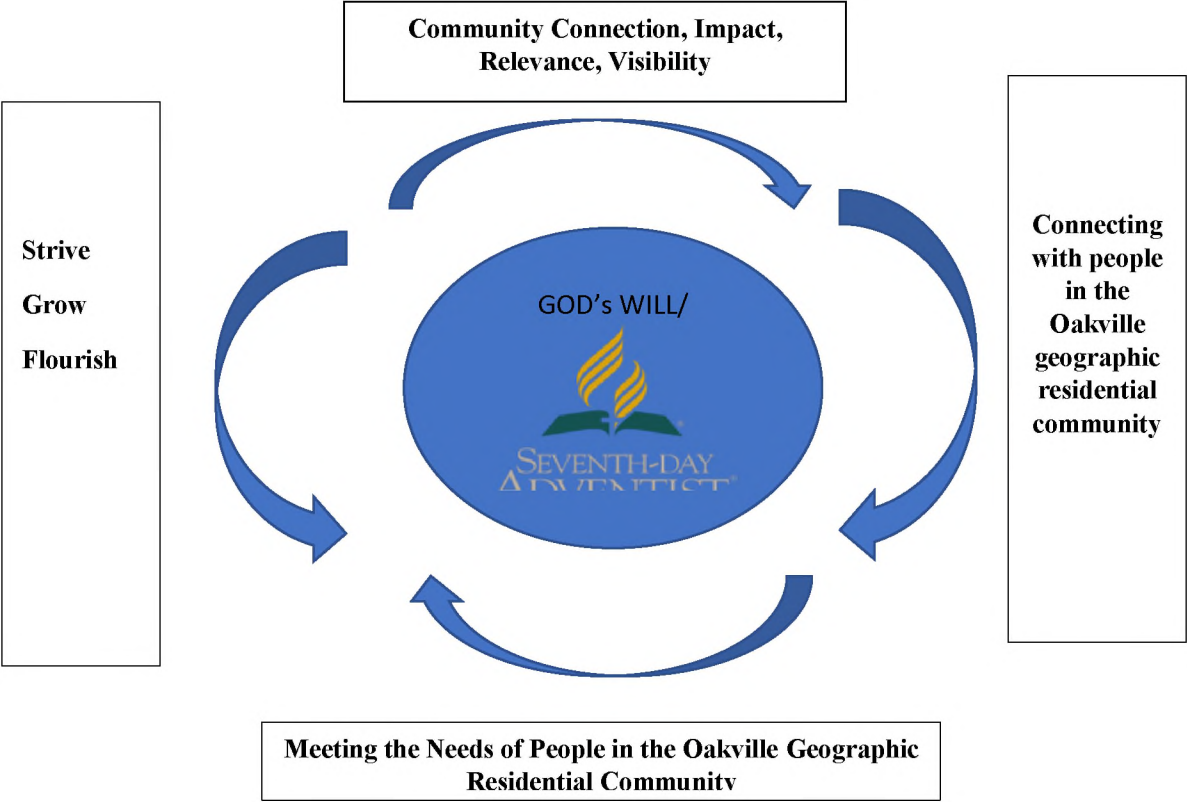 Community Connection, Impact,
Relevance, Visibility
Strive
Grow
Flourish
GOD's WILL/
SEVENTH-DAY
ADVENTIST®
Connecting
with people
in the
Oakville
geographic
residential
community
Meeting the Needs of People in the Oakville Geographic
Residential Community